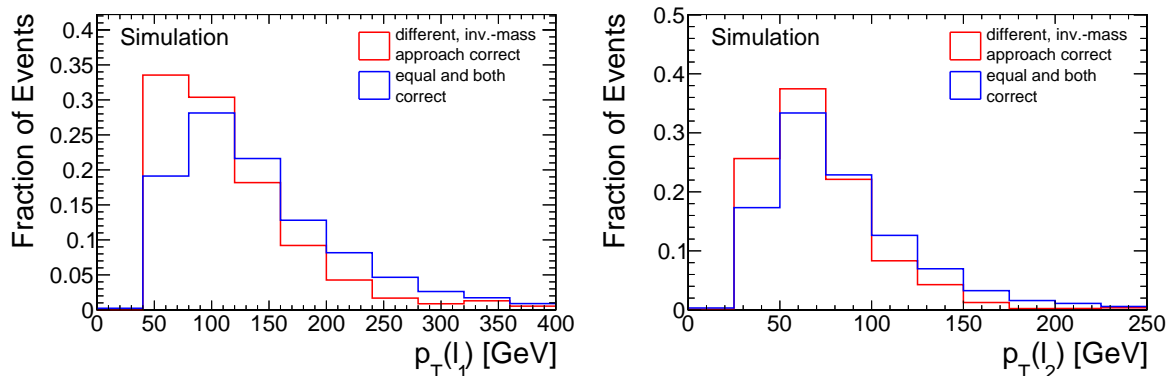 Simulation
different, inv.-mass
approach correct
equal and both
correct
Fraction of Events
0
0.05
0.1
0.15
0.2
0.25
0.3
0.35
0.4
0 50 100 150 200 250 300 350 400
p_T(l_1) [GeV]
Simulation
different, inv.-mass
approach correct
equal and both
correct
Fraction of Events
0
0.1
0.2
0.3
0.4
0.5
0 50 100 150 200 250
p_T(l_2) [GeV]